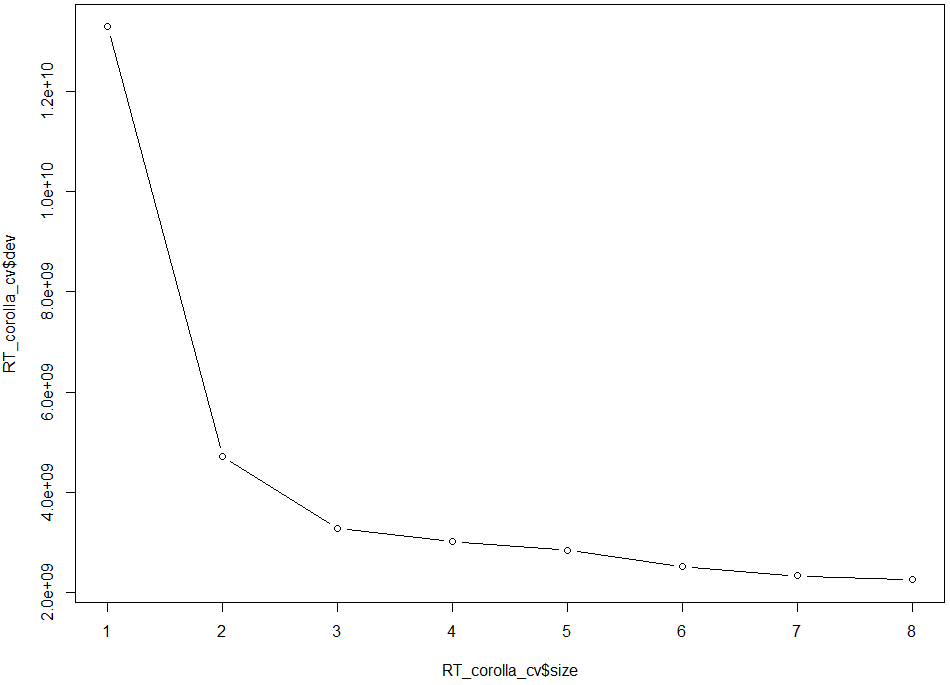 RT_corolla_cv$dev
1.2e+10
1.0e+10
8.0e+09
6.0e+09
4.0e+09
2.0e+09
1 2 3 4 5 6 7 8
RT_corolla_cv$size